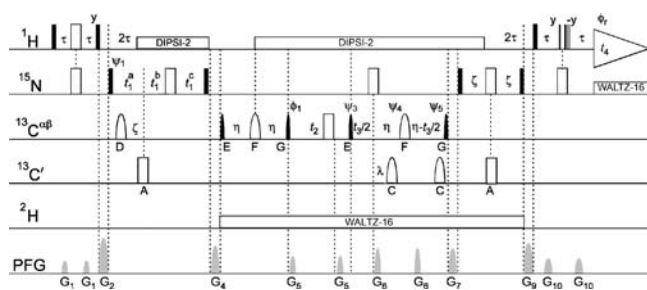 y y -y ϕr
¹H τ τ 2τ DIPSI-2 DIPSI-2 2τ τ τ t₄
ψ₁
¹⁵N t₁ᵃ t₁ᵇ t₁ᶜ ζ ζ WALTZ-16
ϕ₁ ψ₃ ψ₄ ψ₅
¹³Cᵅᵝ ζ η η t₂ t₃/2 η η-t₃/2
D E F G E F G
¹³C' λ
A C C A
²H WALTZ-16
PFG
G₁ G₁ G₂ G₄ G₅ G₅ G₆ G₆ G₇ G₉ G₁₀ G₁₀